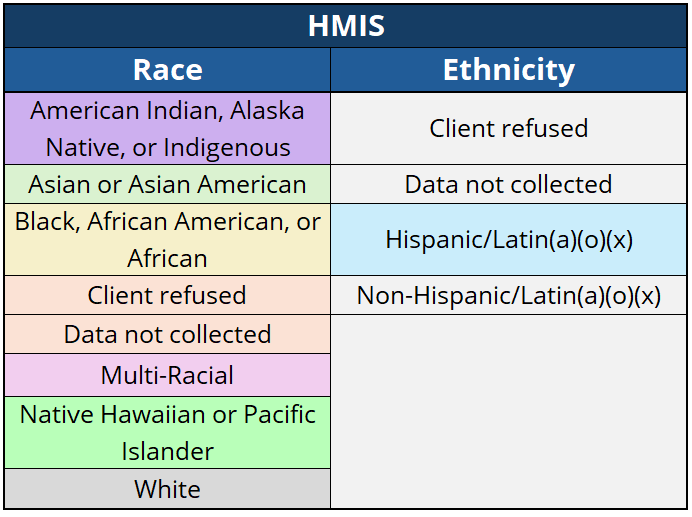 HMIS
Race
Ethnicity
American Indian, Alaska
Native, or Indigenous
Client refused
Asian or Asian American
Data not collected
Black, African American, or
African
Hispanic/Latin(a)(o)(x)
Client refused
Non-Hispanic/Latin(a)(o)(x)
Data not collected
Multi-Racial
Native Hawaiian or Pacific
Islander
White